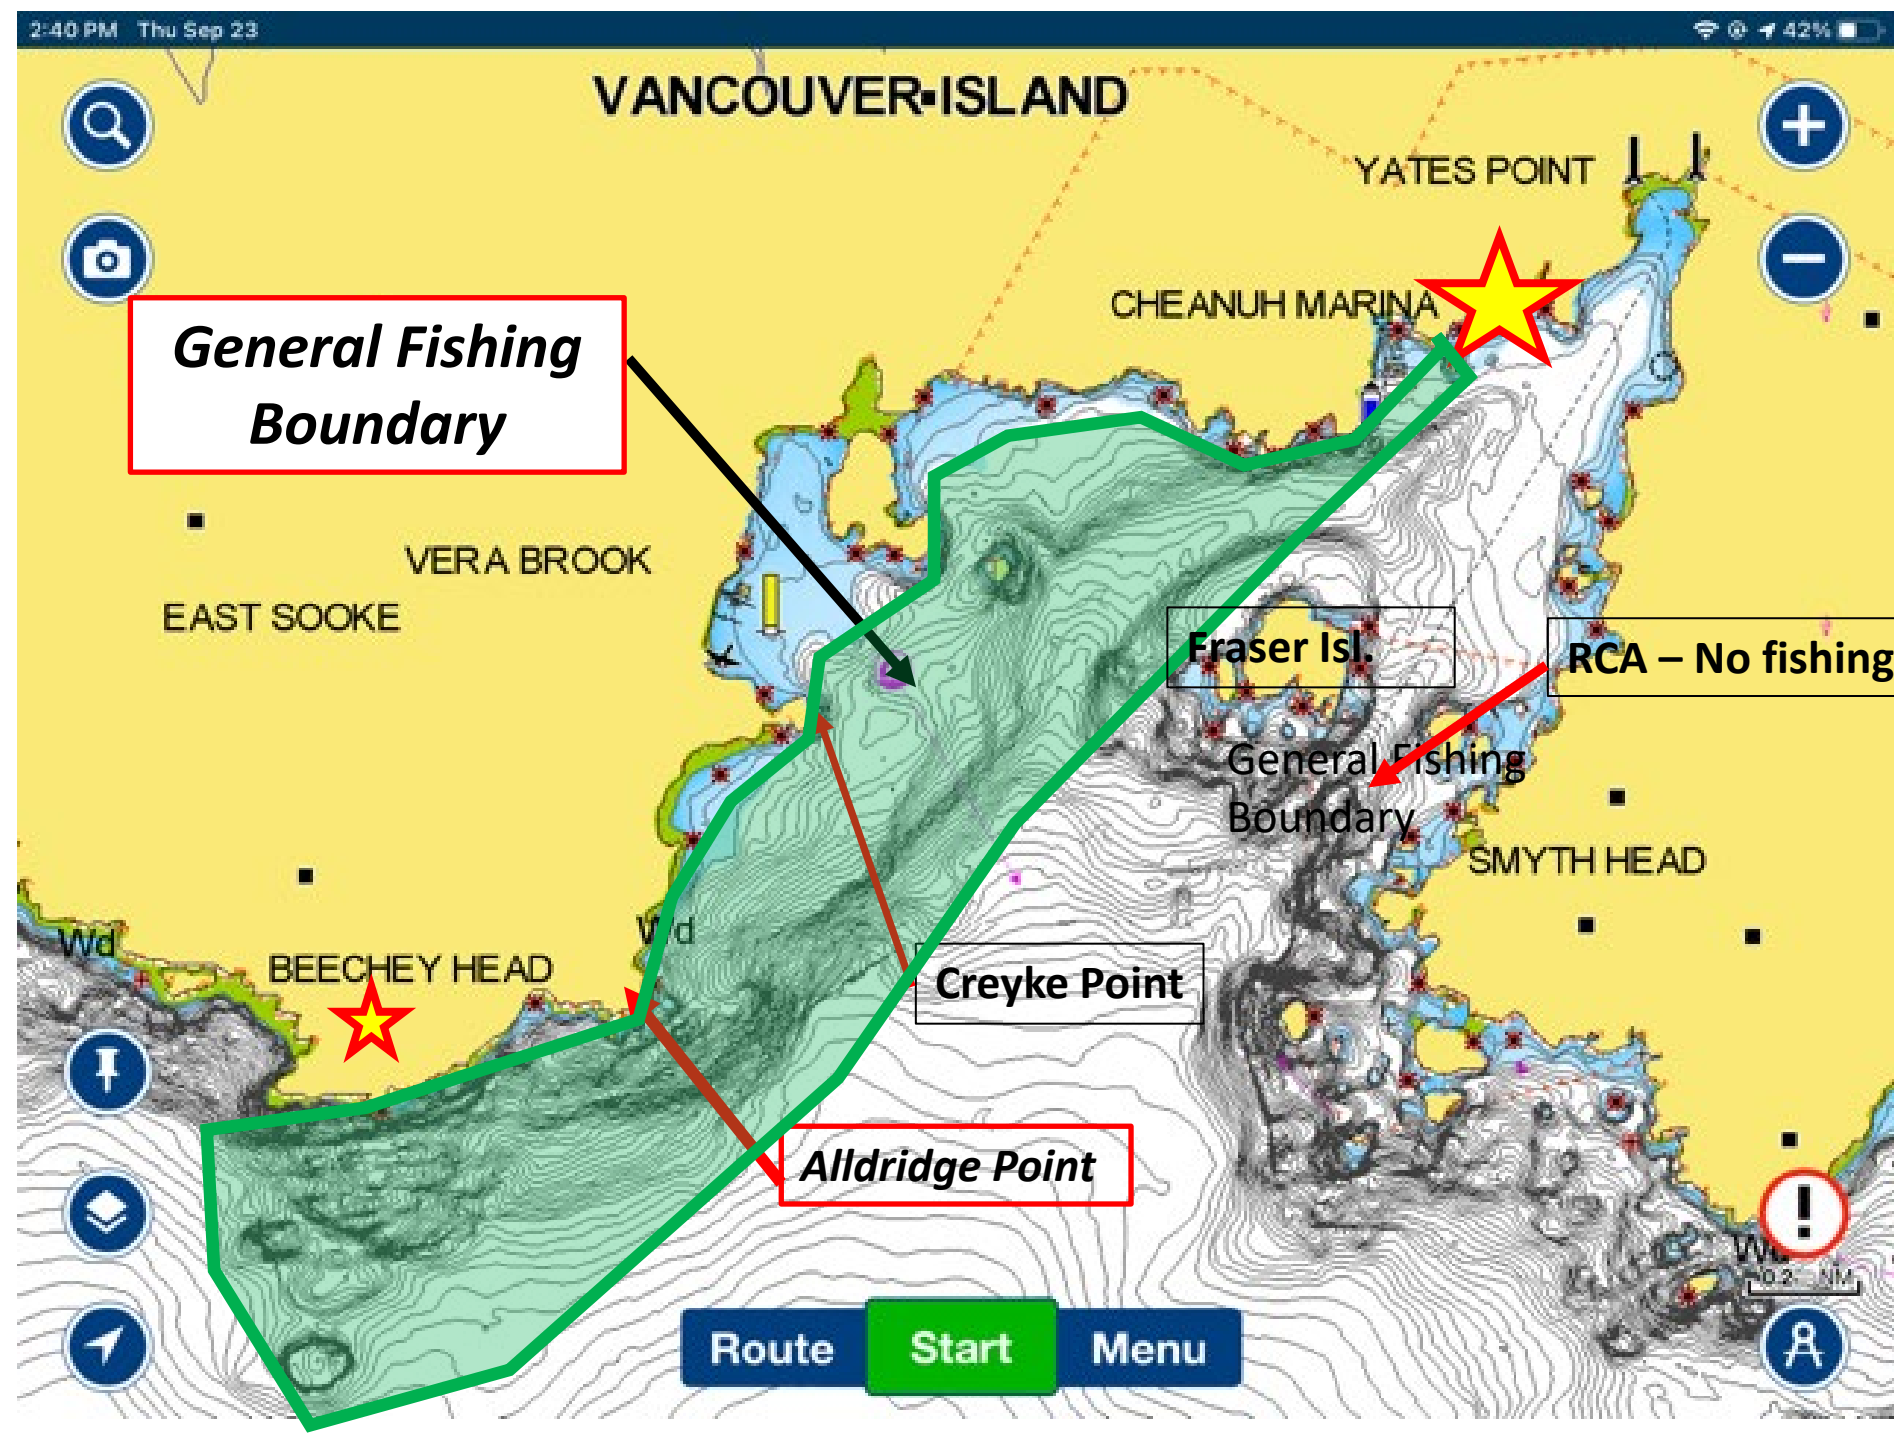 2:40 PM Thu Sep 23
42%
VANCOUVER▪ISLAND
YATES POINT
CHEANUH MARINA
General Fishing
Boundary
VERA BROOK
EAST SOOKE
Fraser Isl.
RCA – No fishing
General Fishing
Boundary
SMYTH HEAD
Wd
Wd
BEECHEY HEAD
Creyke Point
Alldridge Point
!
NM
Route
Start
Menu